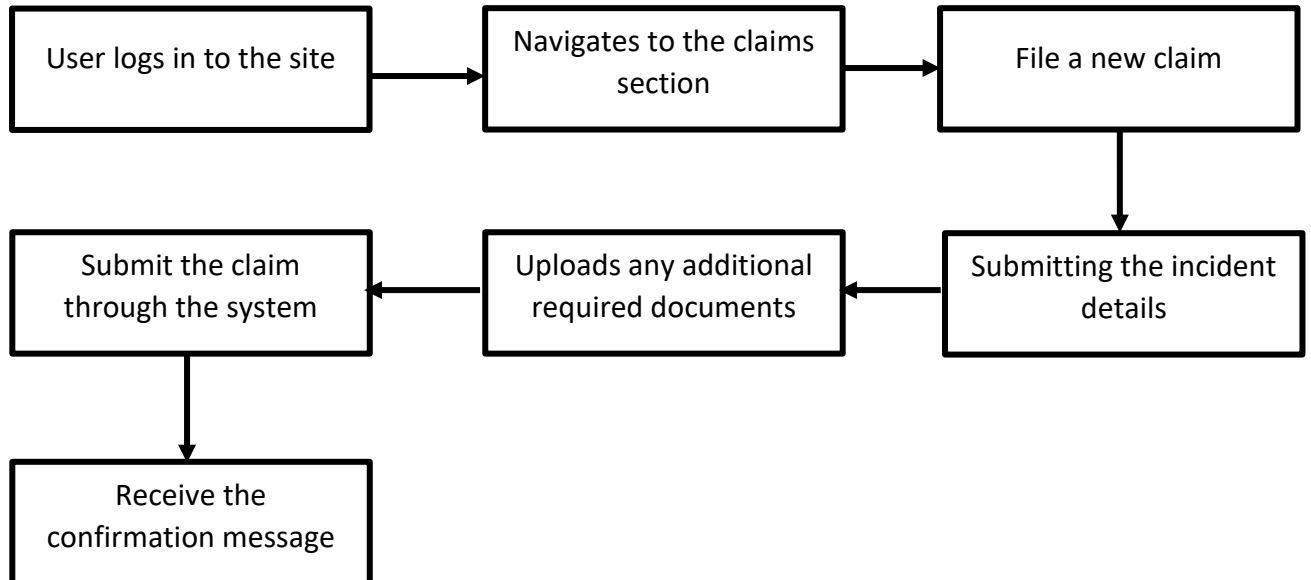 User logs in to the site
Navigates to the claims
section
File a new claim
Submitting the incident
details
Uploads any additional
required documents
Submit the claim
through the system
Receive the
confirmation message